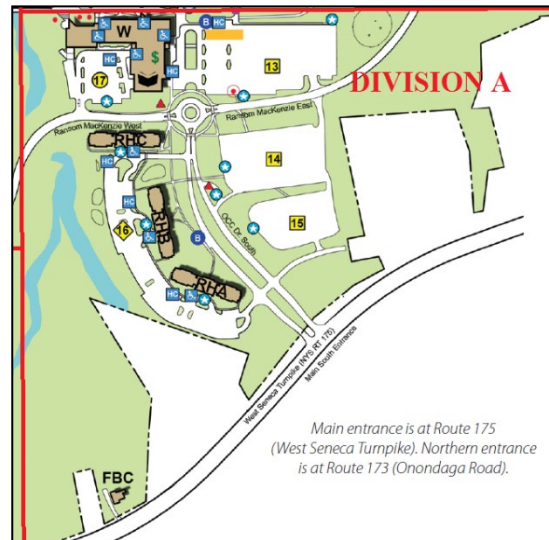 W
B
HC
$
HC
HC
17
13
DIVISION A
Ransom MacKenzie West
Ransom MacKenzie East
RHC
HC
14
HC
16
RHB
B
OCC Dr. South
15
RHA
HC
West Seneca Turnpike (NYS RT 175)
Main South Entrance
Main entrance is at Route 175
(West Seneca Turnpike). Northern entrance
is at Route 173 (Onondaga Road).
FBC